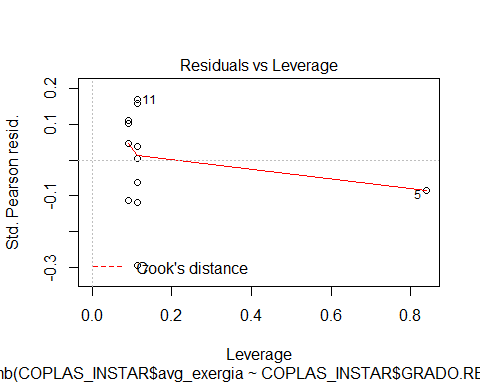 Residuals vs Leverage
Std. Pearson resid.
0.2
0.1
-0.1
-0.3
11
5
Cook's distance
0.0 0.2 0.4 0.6 0.8
Leverage
nb(COPLAS_INSTAR$avg_exergia ~ COPLAS_INSTAR$GRADO.RE